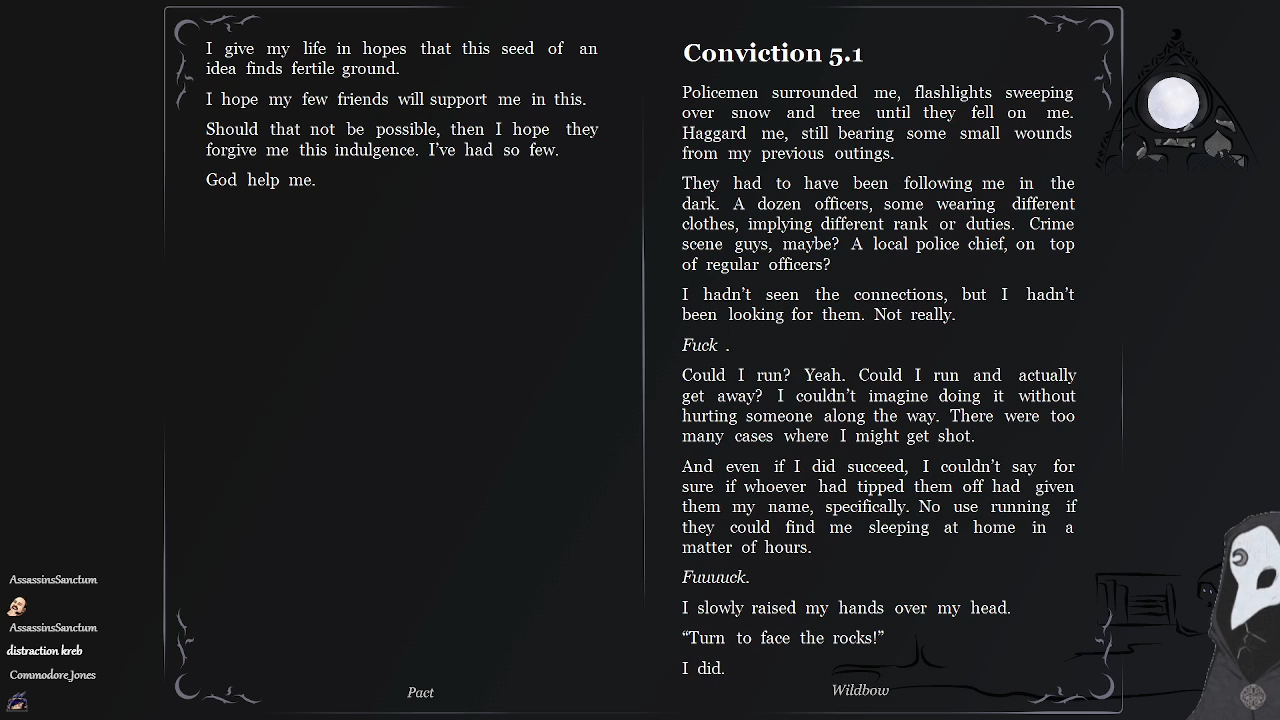 I give my life in hopes that this seed of an
idea finds fertile ground.
I hope my few friends will support me in this.
Should that not be possible, then I hope they
forgive me this indulgence. I've had so few.
God help me.
Pact
Conviction 5.1
Policemen surrounded me, flashlights sweeping
over snow and tree until they fell on me.
Haggard me, still bearing some small wounds
from my previous outings.
They had to have been following me in the
dark. A dozen officers, some wearing different
clothes, implying different rank or duties. Crime
scene guys, maybe? A local police chief, on top
of regular officers?
I hadn't seen the connections, but I hadn't
been looking for them. Not really.
Fuck .
Could I run? Yeah. Could I run and actually
get away? I couldn't imagine doing it without
hurting someone along the way. There were too
many cases where I might get shot.
And even if I did succeed, I couldn't say for
sure if whoever had tipped them off had given
them my name, specifically. No use running if
they could find me sleeping at home in a
matter of hours.
Fuuuuck.
I slowly raised my hands over my head.
“Turn to face the rocks!”
I did.
Wildbow
AssassinsSanctum
AssassinsSanctum
distraction kreb
CommodoreJones